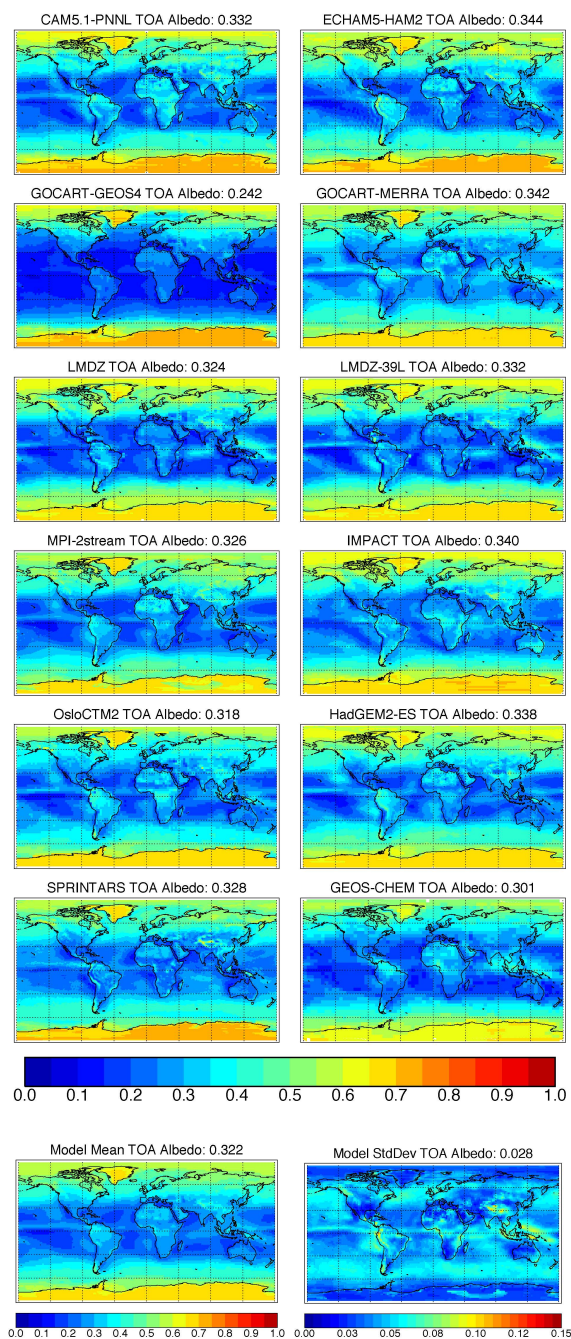 CAM5.1-PNNL TOA Albedo: 0.332
ECHAM5-HAM2 TOA Albedo: 0.344
GOCART-GEOS4 TOA Albedo: 0.242
GOCART-MERRA TOA Albedo: 0.342
LMDZ TOA Albedo: 0.324
LMDZ-39L TOA Albedo: 0.332
MPI-2stream TOA Albedo: 0.326
IMPACT TOA Albedo: 0.340
OsloCTM2 TOA Albedo: 0.318
HadGEM2-ES TOA Albedo: 0.338
SPRINTARS TOA Albedo: 0.328
GEOS-CHEM TOA Albedo: 0.301
0.0 0.1 0.2 0.3 0.4 0.5 0.6 0.7 0.8 0.9 1.0
Model Mean TOA Albedo: 0.322
Model StdDev TOA Albedo: 0.028
0.0 0.1 0.2 0.3 0.4 0.5 0.6 0.7 0.8 0.9 1.0
0.00 0.03 0.08 0.10 0.12 0.15